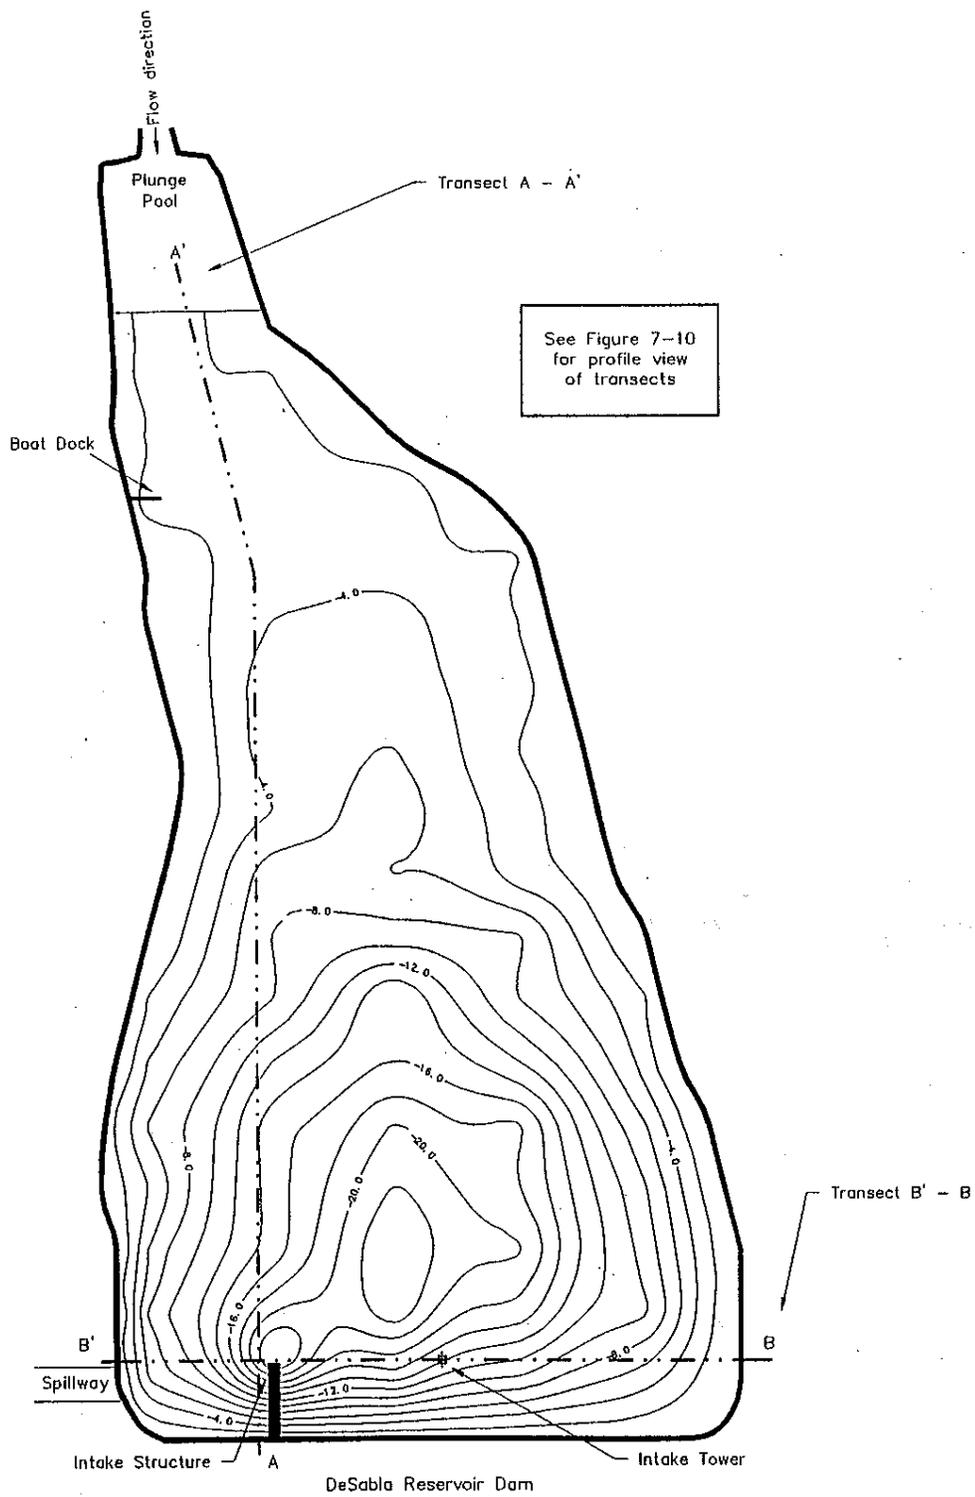 Flow direction
Plunge
Pool
Transect A - A'
A'
See Figure 7-10
for profile view
of transects
Boat Dock
-4.0
-4.0
-8.0
-12.0
-16.0
-20.0
-20.0
-8.0
-4.0
Transect B' - B
-16.0
B'
B
-8.0
Spillway
-12.0
-4.0
Intake Structure
A
Intake Tower
DeSabla Reservoir Dam